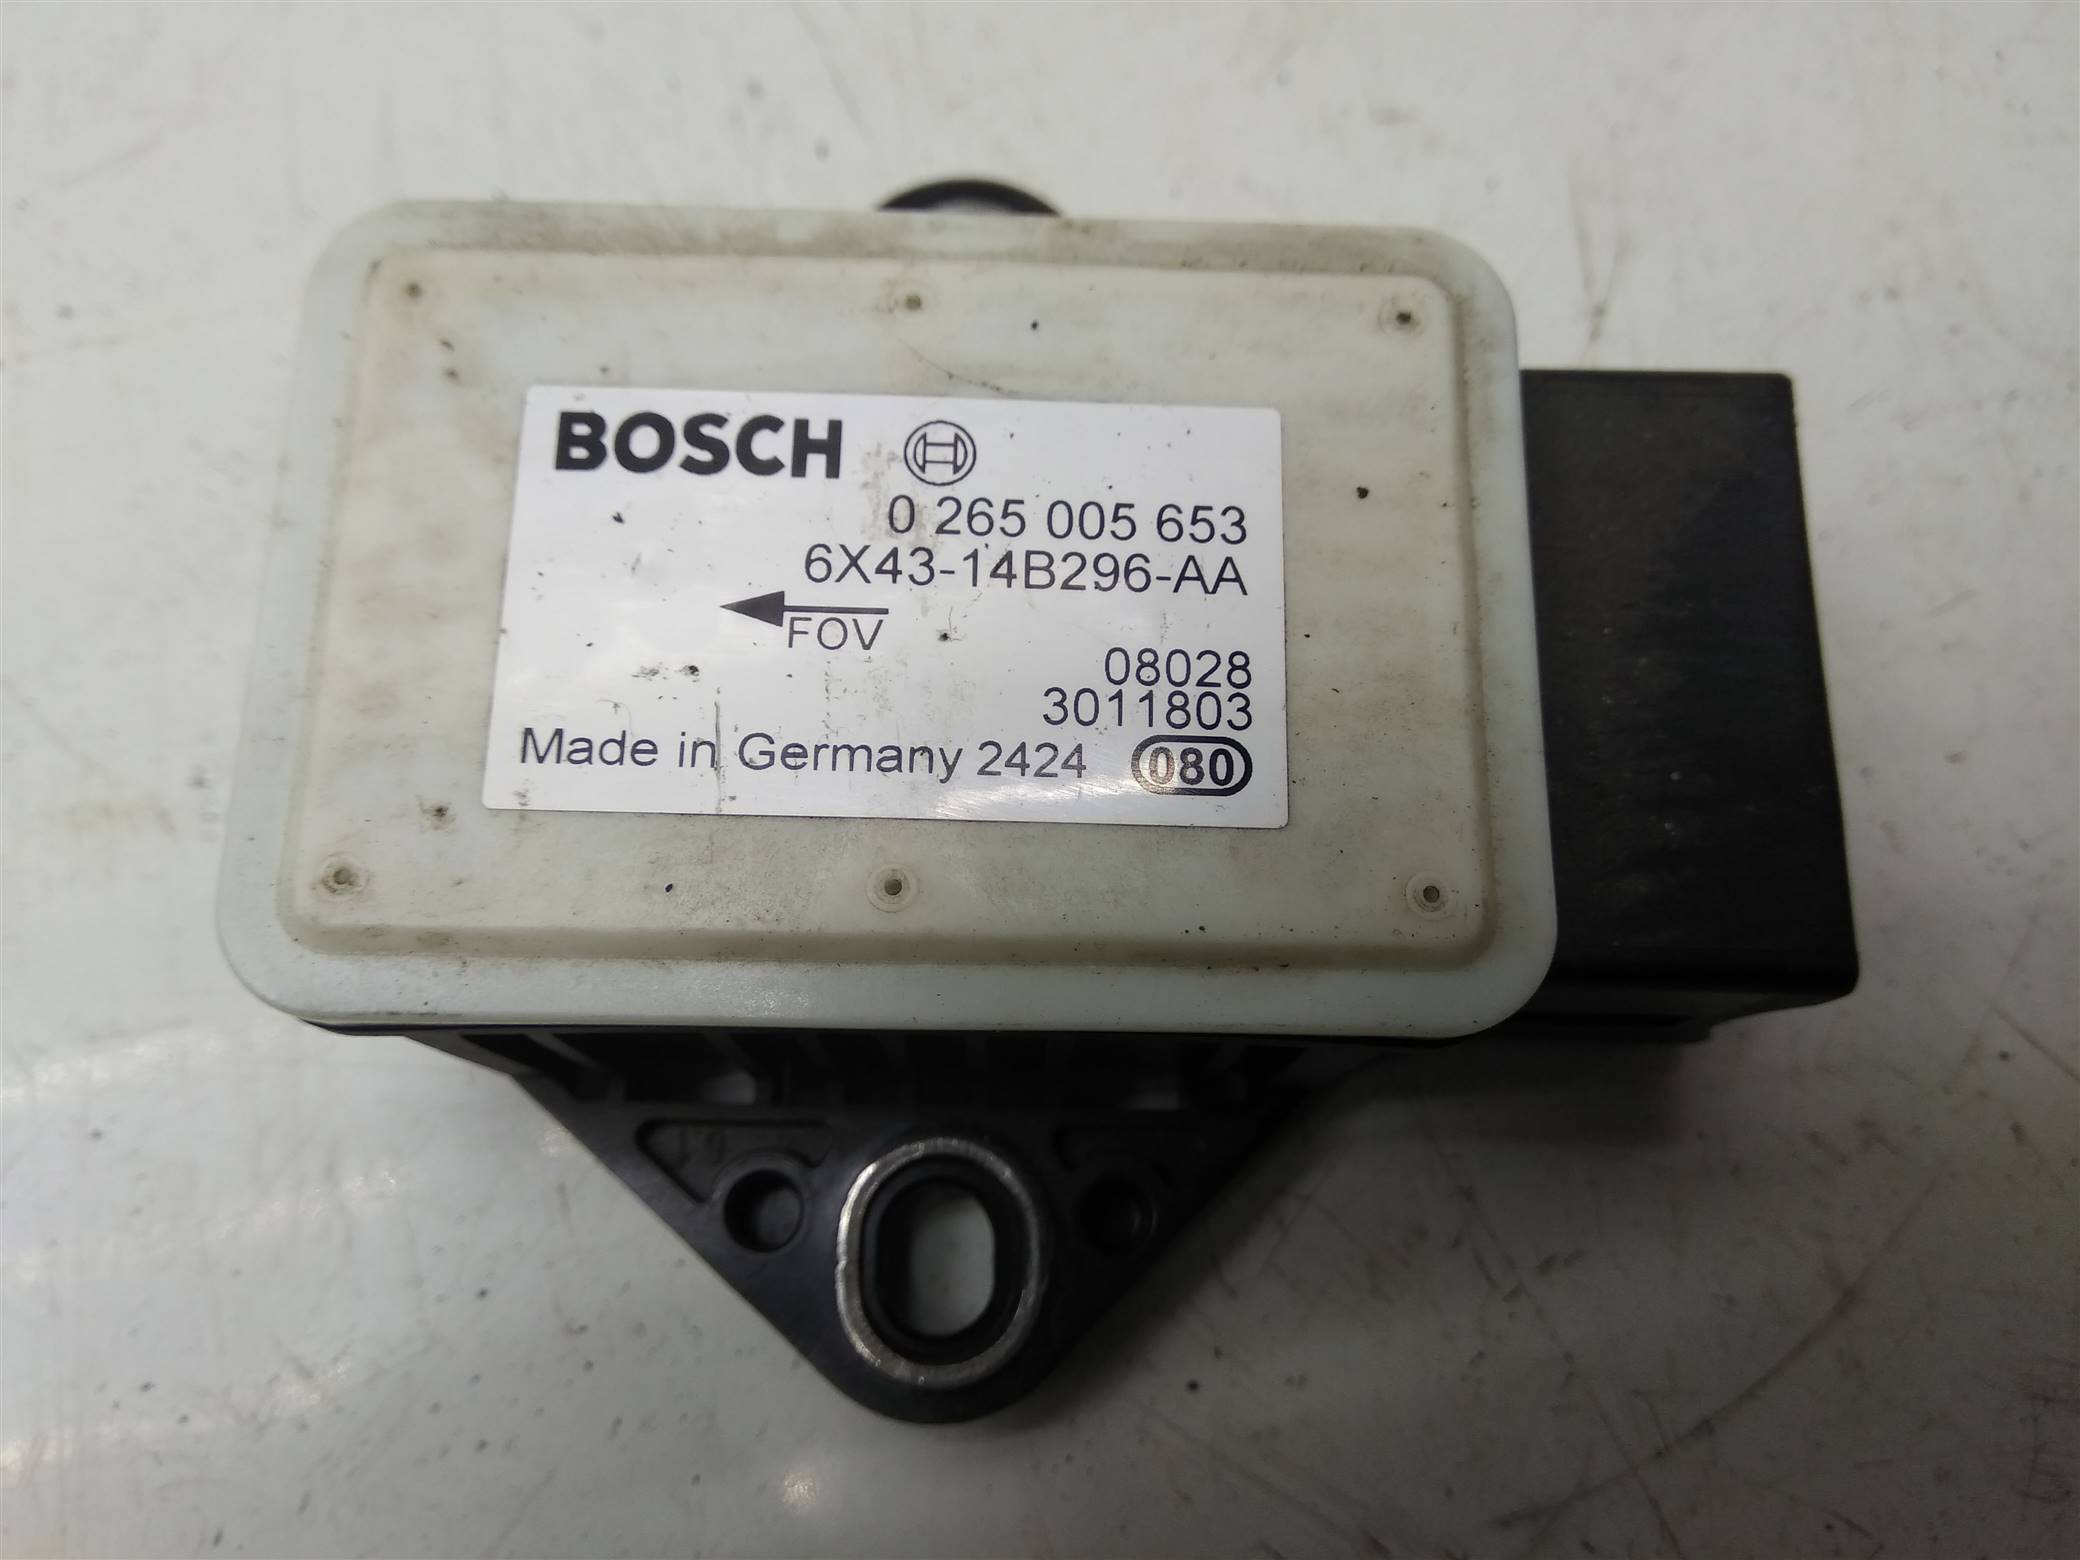 BOSCH
0 265 005 653
6X43-14B296-AA
FOV
08028
3011803
Made in Germany 2424 080